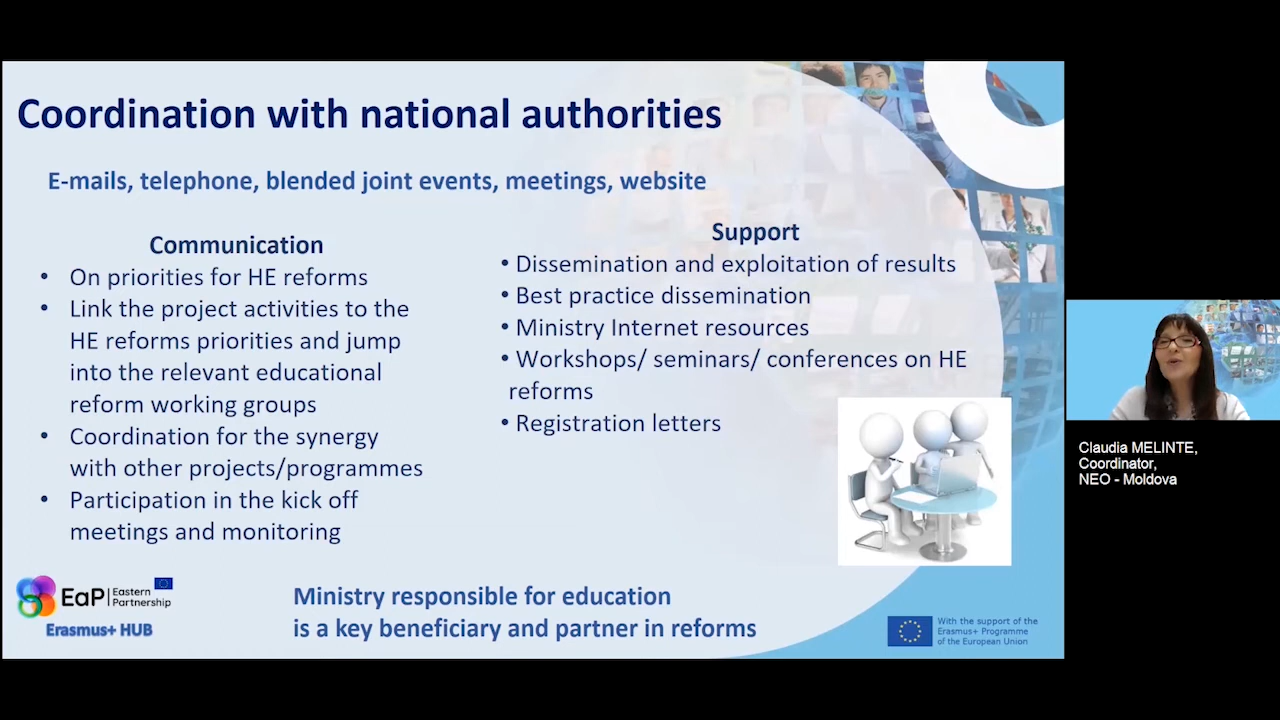 Coordination with national authorities
E-mails, telephone, blended joint events, meetings, website
Communication
• On priorities for HE reforms
• Link the project activities to the
HE reforms priorities and jump
into the relevant educational
reform working groups
• Coordination for the synergy
with other projects/programmes
• Participation in the kick off
meetings and monitoring
Support
• Dissemination and exploitation of results
• Best practice dissemination
• Ministry Internet resources
• Workshops/ seminars/ conferences on HE
reforms
• Registration letters
EaP | Eastern
Partnership
Erasmus+ HUB
Ministry responsible for education
is a key beneficiary and partner in reforms
With the support of the
Erasmus+ Programme
of the European Union
Claudia MELINTE,
Coordinator,
NEO - Moldova